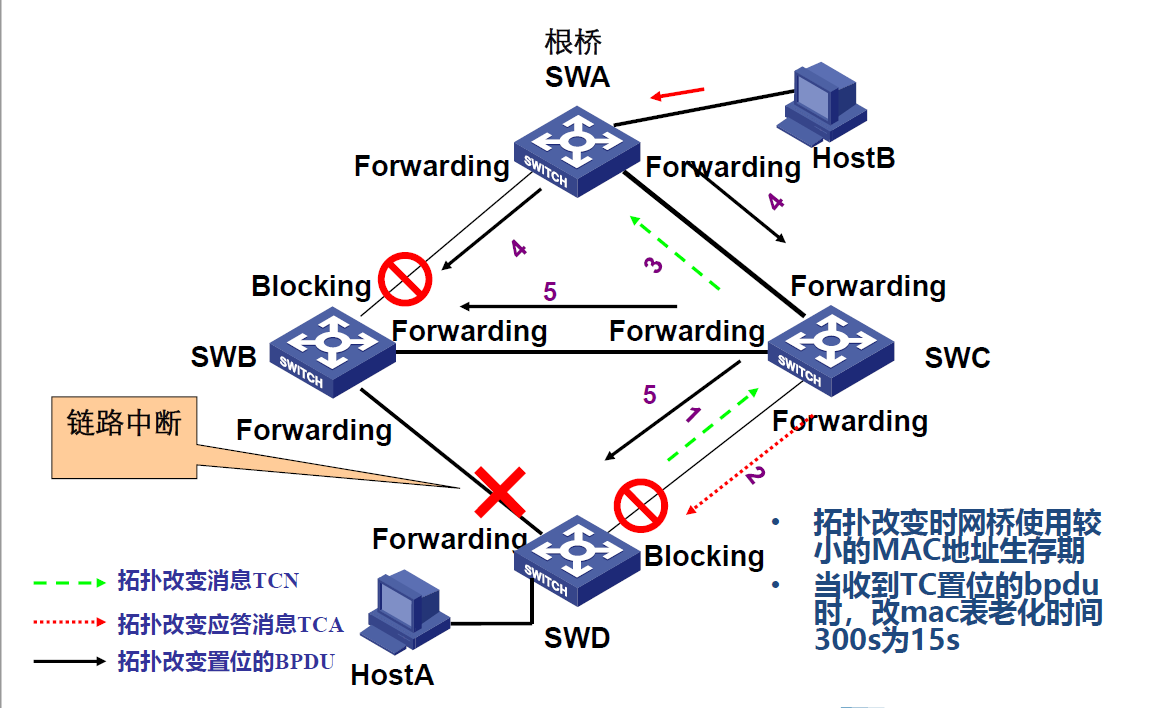 根桥
SWA
HostB
Forwarding
Forwarding
SWITCH
4
4
3
Blocking
Forwarding
5
Forwarding
Forwarding
SWB
SWITCH
SWC
SWITCH
链路中断
Forwarding
5
1
Forwarding
2
Forwarding
Blocking
SWITCH
SWD
HostA
• 拓扑改变时网桥使用较
小的MAC地址生存期
• 当收到TC置位的bpdu
时，改mac表老化时间
300s为15s
拓扑改变消息TCN
拓扑改变应答消息TCA
拓扑改变置位的BPDU